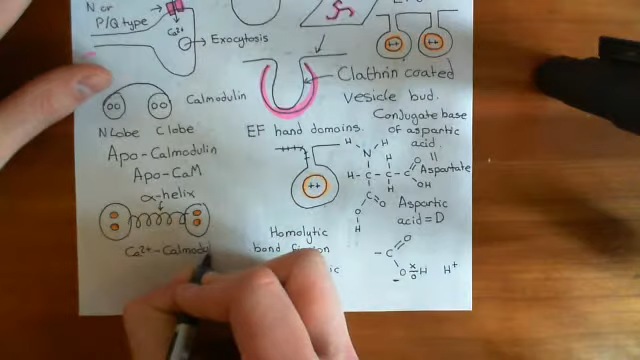 N or
P/Q type
Ca²⁺
Exocytosis
++ ++
Clathrin coated
vesicle bud.
Calmodulin
N Lobe C lobe
EF hand domains.
Conjugate base
of aspartic
acid.
=
Aspartate
Apo-Calmodulin
Apo-CaM
α-helix
++
H H
N H O
H-C-C-C
H OH
C=O
O
H
Aspartic
acid = D
Ca²⁺-Calmodul
Homolytic
bond fission
-C=O
O x H H⁺
o
-